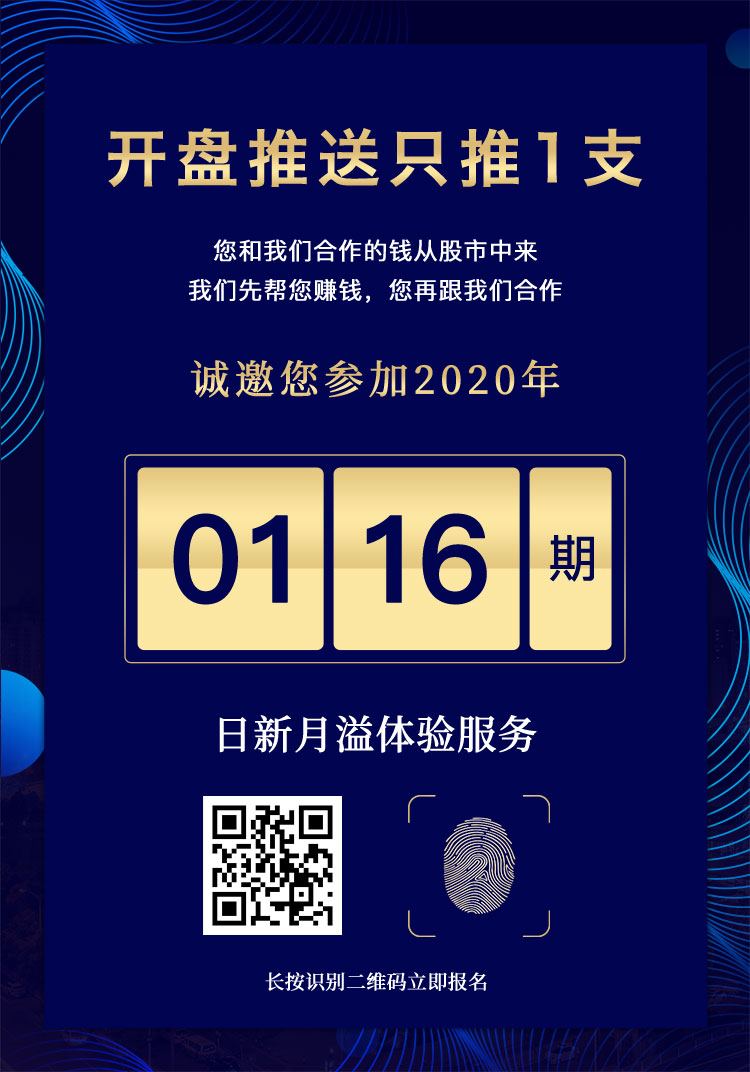 开盘推送只推1支
您和我们合作的钱从股市中来
我们先帮您赚钱，您再跟我们合作
诚邀您参加2020年
01 16 期
日新月溢体验服务
长按识别二维码立即报名